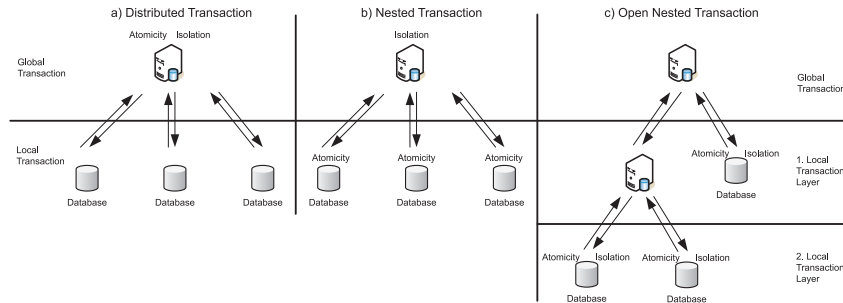 a) Distributed Transaction
b) Nested Transaction
c) Open Nested Transaction
Atomicity Isolation
Isolation
Global
Transaction
Global
Transaction
Local
Transaction
Database
Database
Database
Atomicity
Atomicity
Atomicity
Database
Database
Database
Atomicity Isolation
Database
1. Local
Transaction
Layer
Atomicity Isolation
Atomicity Isolation
Database
Database
2. Local
Transaction
Layer